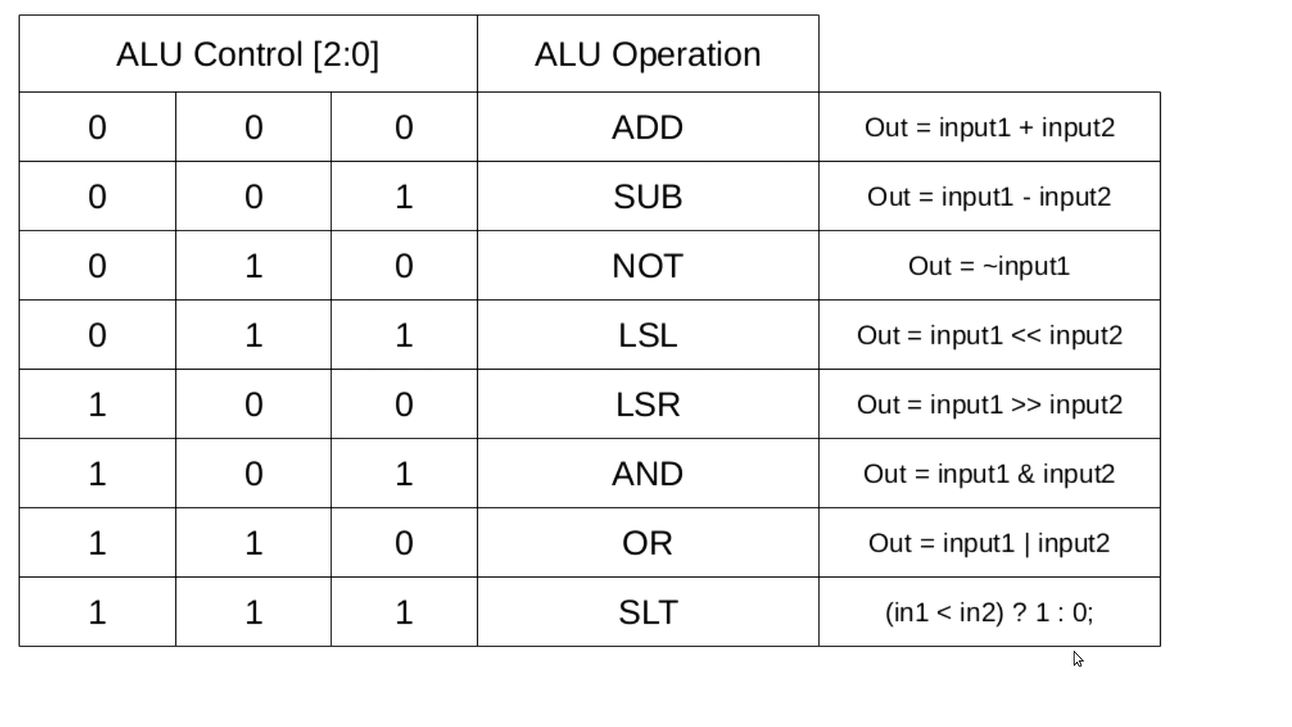 ALU Control [2:0] ALU Operation
0 0 0 ADD Out = input1 + input2
0 0 1 SUB Out = input1 - input2
0 1 0 NOT Out = ~input1
0 1 1 LSL Out = input1 << input2
1 0 0 LSR Out = input1 >> input2
1 0 1 AND Out = input1 & input2
1 1 0 OR Out = input1 | input2
1 1 1 SLT (in1 < in2) ? 1 : 0;